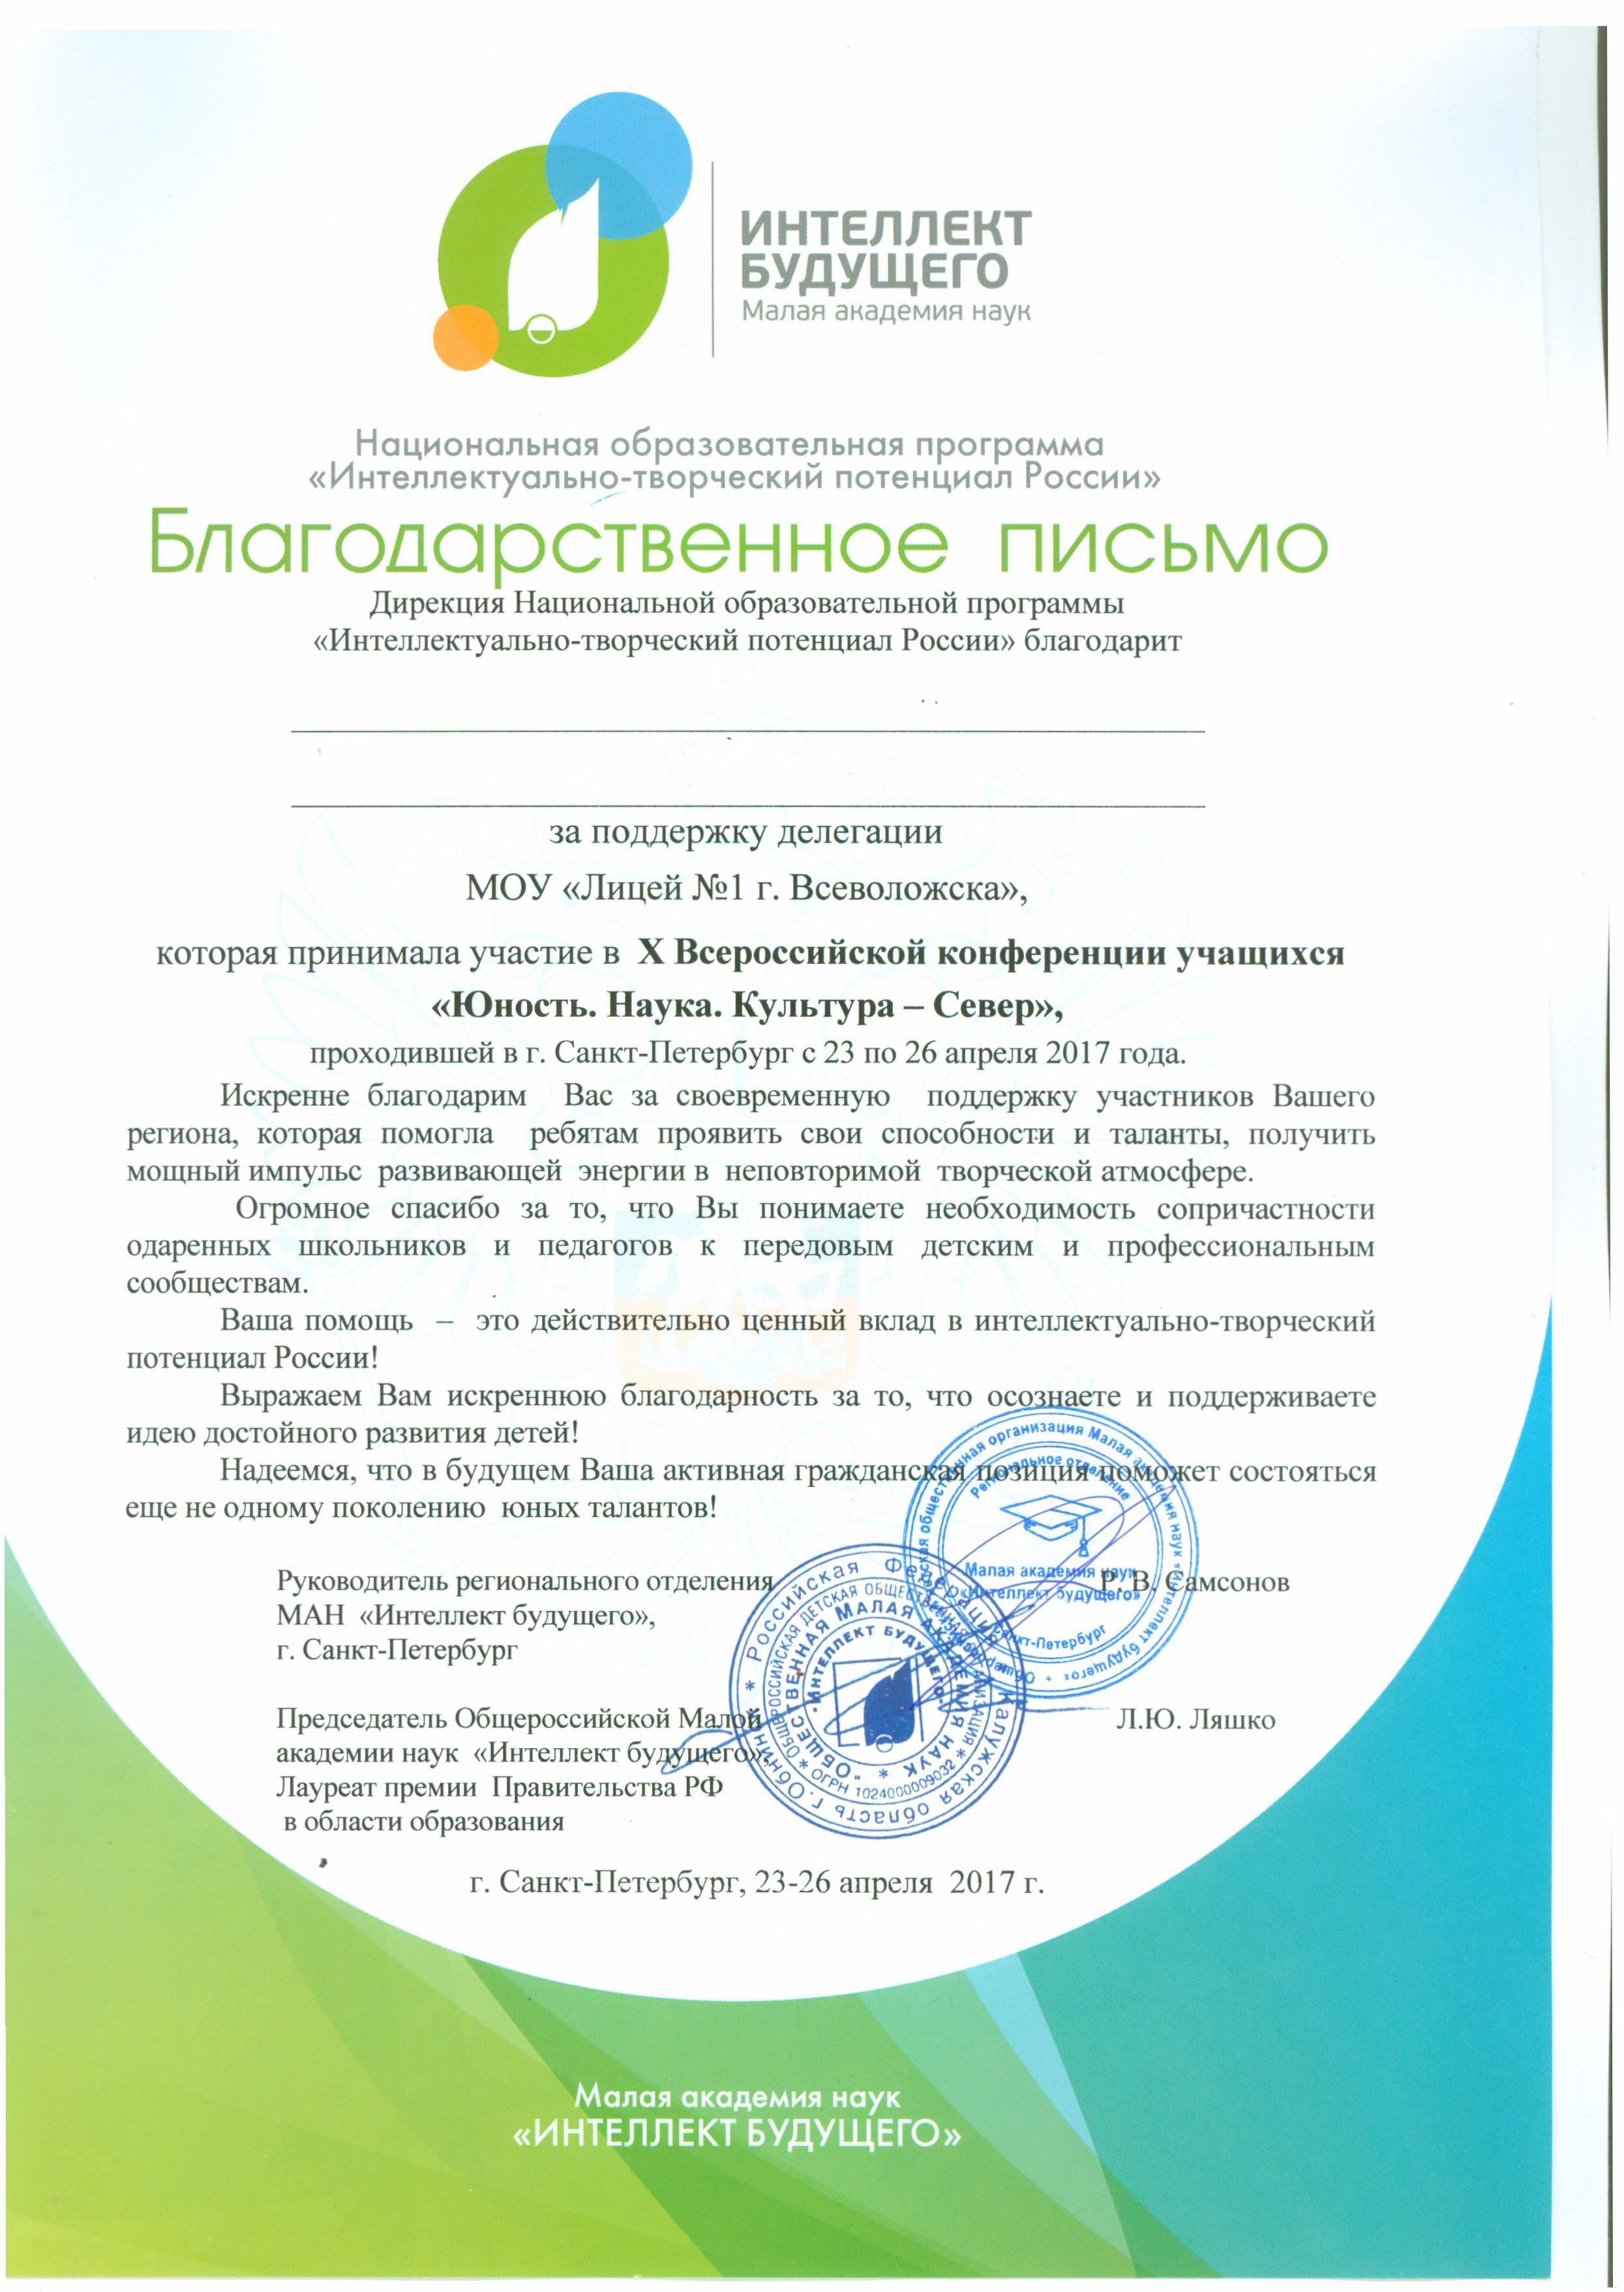 ИНТЕЛЛЕКТ
БУДУЩЕГО
Малая академия наук
Национальная образовательная программа
«Интеллектуально-творческий потенциал России»
Благодарственное письмо
Дирекция Национальной образовательной программы
«Интеллектуально-творческий потенциал России» благодарит
за поддержку делегации
МОУ «Лицей №1 г. Всеволожска»,
которая принимала участие в X Всероссийской конференции учащихся
«Юность. Наука. Культура – Север»,
проходившей в г. Санкт-Петербург с 23 по 26 апреля 2017 года.
Искренне благодарим Вас за своевременную поддержку участников Вашего
региона, которая помогла ребятам проявить свои способности и таланты, получить
мощный импульс развивающей энергии в неповторимой творческой атмосфере.
Огромное спасибо за то, что Вы понимаете необходимость сопричастности
одаренных школьников и педагогов к передовым детским и профессиональным
сообществам.
Ваша помощь – это действительно ценный вклад в интеллектуально-творческий
потенциал России!
Выражаем Вам искреннюю благодарность за то, что осознаете и поддерживаете
идею достойного развития детей!
Надеемся, что в будущем Ваша активная гражданская позиция поможет состояться
еще не одному поколению юных талантов!
Руководитель регионального отделения Р. В. Самсонов
МАН «Интеллект будущего»,
г. Санкт-Петербург
Председатель Общероссийской Малой Л.Ю. Ляшко
академии наук «Интеллект будущего»,
Лауреат премии Правительства РФ
в области образования
общественная организация Малая академия наук «Интеллект будущего»
Региональное отделение
Малая академия наук
«Интеллект будущего»
Санкт-Петербург
Российская Федерация * Калужская область г.Обнинск *
ОБЩЕРОССИЙСКАЯ ДЕТСКАЯ ОБЩЕСТВЕННАЯ ОРГАНИЗАЦИЯ * ОГРН 1024000009032 *
"ОБЩЕСТВЕННАЯ МАЛАЯ АКАДЕМИЯ НАУК *
"ИНТЕЛЛЕКТ БУДУЩЕГО"
г. Санкт-Петербург, 23-26 апреля 2017 г.
Малая академия наук
«ИНТЕЛЛЕКТ БУДУЩЕГО»